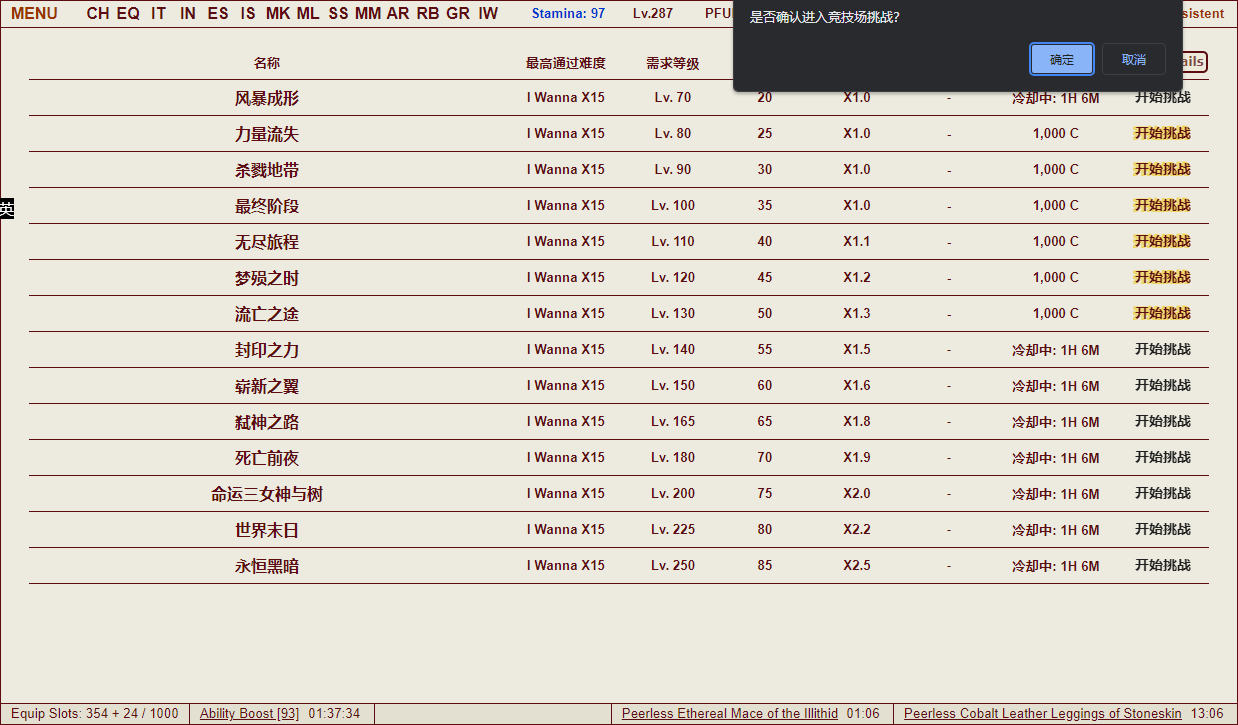 MENU CH EQ IT IN ES IS MK ML SS MM AR RB GR IW Stamina: 97 Lv.287 sistent
是否确认进入竞技场挑战?
确定 取消
名称 最高通过难度 需求等级 ails
风暴成形 I Wanna X15 Lv. 70 20 X1.0 - 冷却中: 1H 6M 开始挑战
力量流失 I Wanna X15 Lv. 80 25 X1.0 - 1,000 C 开始挑战
杀戮地带 I Wanna X15 Lv. 90 30 X1.0 - 1,000 C 开始挑战
最终阶段 I Wanna X15 Lv. 100 35 X1.0 - 1,000 C 开始挑战
英
无尽旅程 I Wanna X15 Lv. 110 40 X1.1 - 1,000 C 开始挑战
梦殒之时 I Wanna X15 Lv. 120 45 X1.2 - 1,000 C 开始挑战
流亡之途 I Wanna X15 Lv. 130 50 X1.3 - 1,000 C 开始挑战
封印之力 I Wanna X15 Lv. 140 55 X1.5 - 冷却中: 1H 6M 开始挑战
崭新之翼 I Wanna X15 Lv. 150 60 X1.6 - 冷却中: 1H 6M 开始挑战
弑神之路 I Wanna X15 Lv. 165 65 X1.8 - 冷却中: 1H 6M 开始挑战
死亡前夜 I Wanna X15 Lv. 180 70 X1.9 - 冷却中: 1H 6M 开始挑战
命运三女神与树 I Wanna X15 Lv. 200 75 X2.0 - 冷却中: 1H 6M 开始挑战
世界末日 I Wanna X15 Lv. 225 80 X2.2 - 冷却中: 1H 6M 开始挑战
永恒黑暗 I Wanna X15 Lv. 250 85 X2.5 - 冷却中: 1H 6M 开始挑战
Equip Slots: 354 + 24 / 1000 Ability Boost [93] 01:37:34 Peerless Ethereal Mace of the Illithid 01:06 Peerless Cobalt Leather Leggings of Stoneskin 13:06